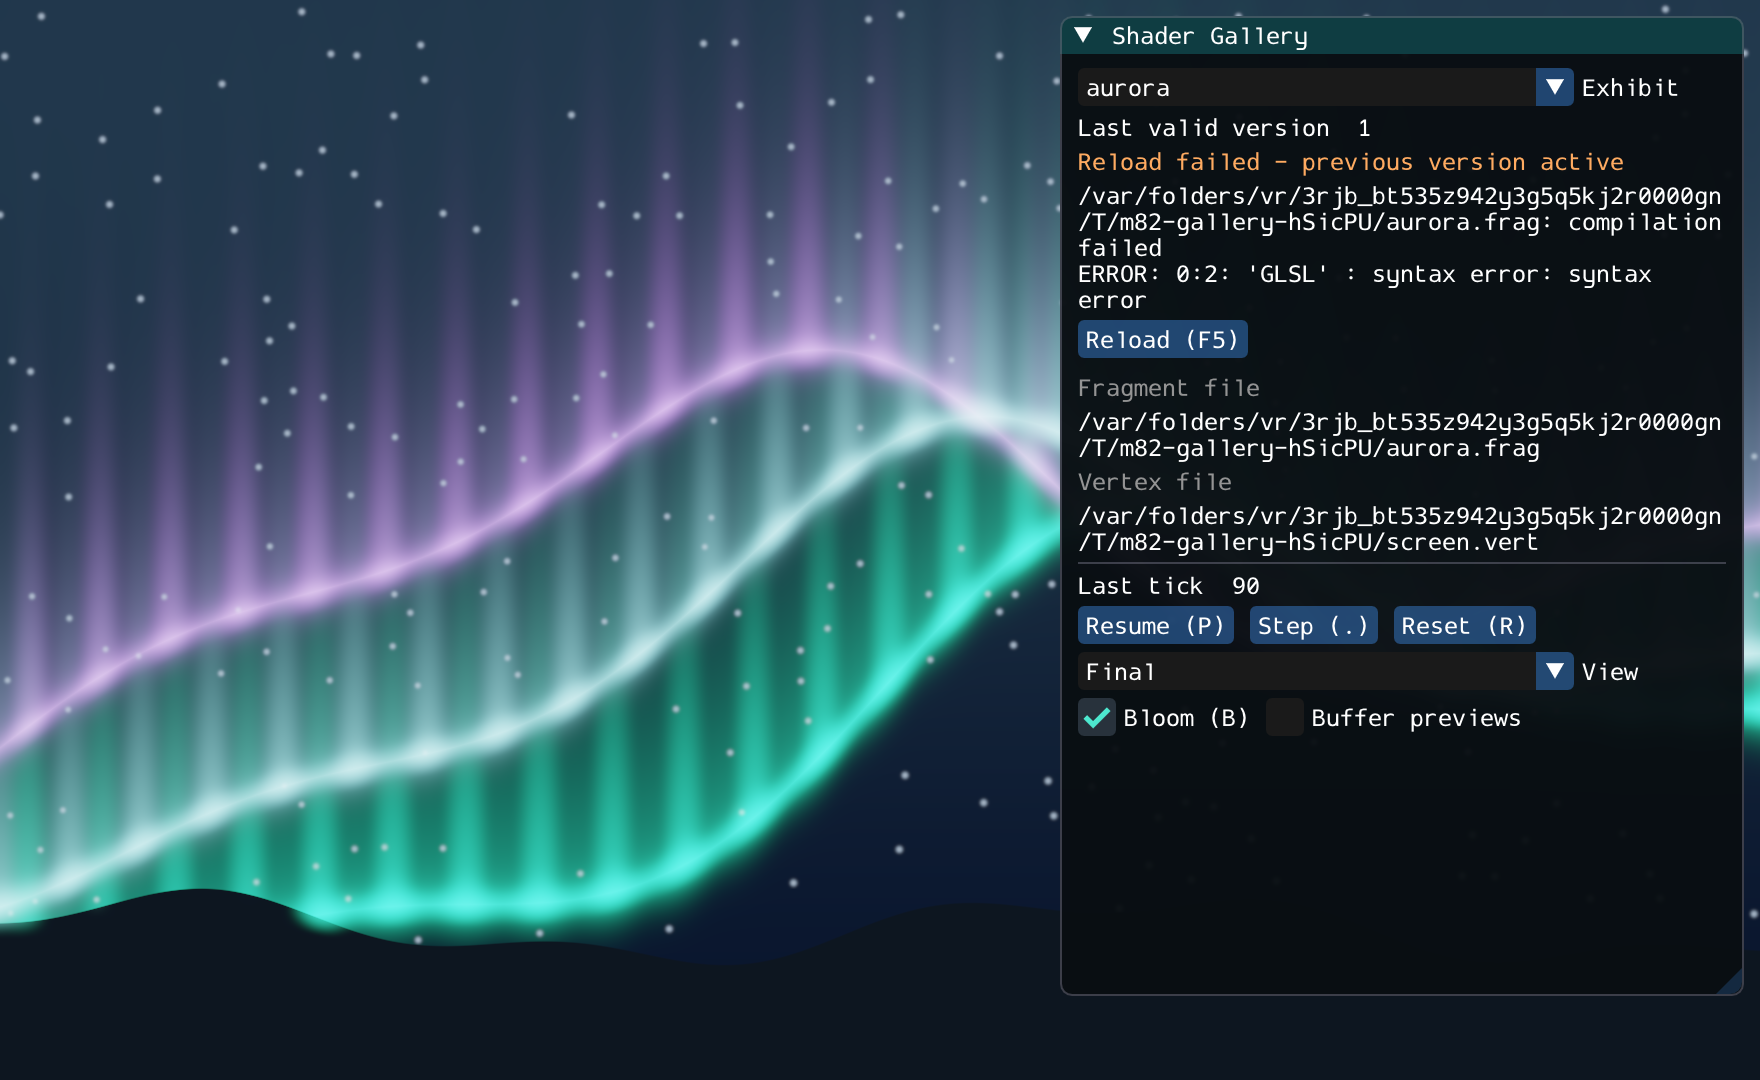 Shader Gallery
aurora
Exhibit
Last valid version 1
Reload failed - previous version active
/var/folders/vr/3rjb_bt535z942y3g5q5kj2r0000gn
/T/m82-gallery-hSicPU/aurora.frag: compilation
failed
ERROR: 0:2: 'GLSL' : syntax error: syntax
error
Reload (F5)
Fragment file
/var/folders/vr/3rjb_bt535z942y3g5q5kj2r0000gn
/T/m82-gallery-hSicPU/aurora.frag
Vertex file
/var/folders/vr/3rjb_bt535z942y3g5q5kj2r0000gn
/T/m82-gallery-hSicPU/screen.vert
Last tick 90
Resume (P) Step (.) Reset (R)
Final
View
Bloom (B) Buffer previews